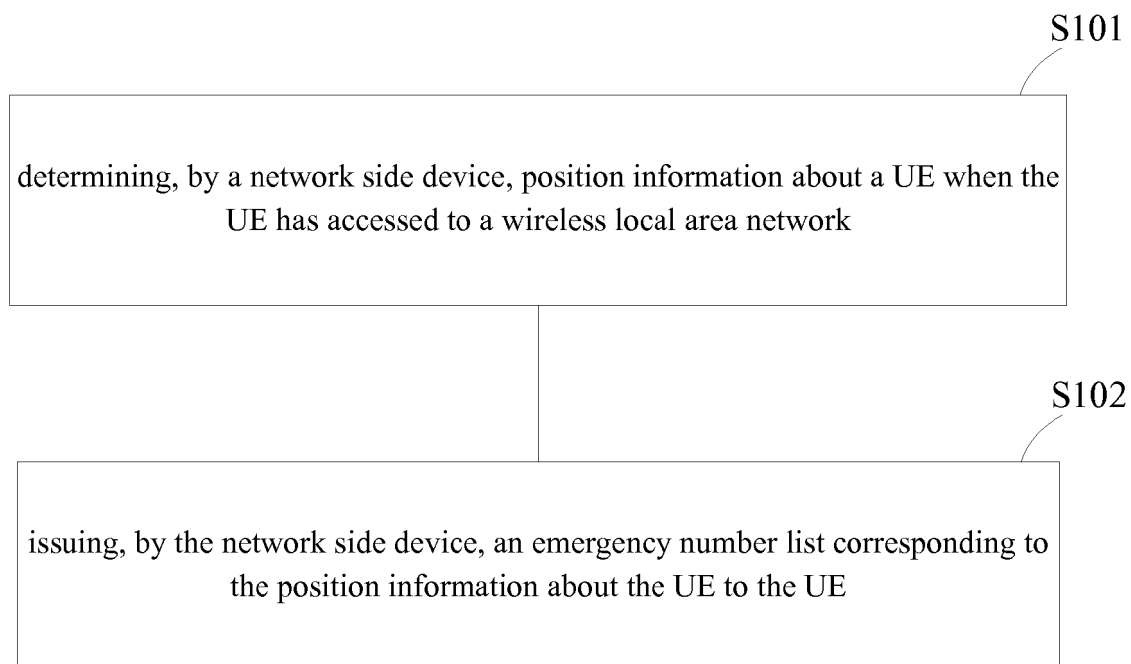 S101
determining, by a network side device, position information about a UE when the
UE has accessed to a wireless local area network
S102
issuing, by the network side device, an emergency number list corresponding to
the position information about the UE to the UE